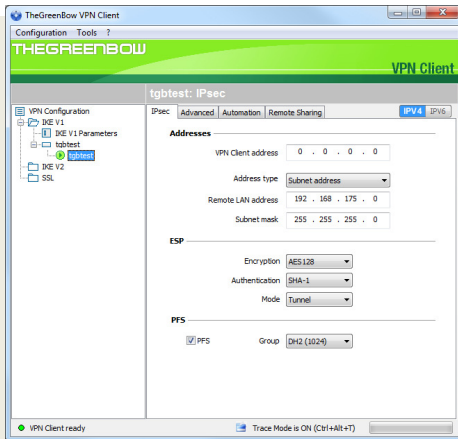 TheGreenBow VPN Client
Configuration Tools ?
THEGREENBOW
VPN Client
tgbtest: IPsec
VPN Configuration
IKE V1
IKE V1 Parameters
tgbtest
tgbtest
IKE V2
SSL
IPsec Advanced Automation Remote Sharing IPV4 IPV6
Addresses
VPN Client address 0 . 0 . 0 . 0
Address type Subnet address
Remote LAN address 192 . 168 . 175 . 0
Subnet mask 255 . 255 . 255 . 0
ESP
Encryption AES128
Authentication SHA-1
Mode Tunnel
PFS
PFS Group DH2 (1024)
VPN Client ready Trace Mode is ON (Ctrl+Alt+T)